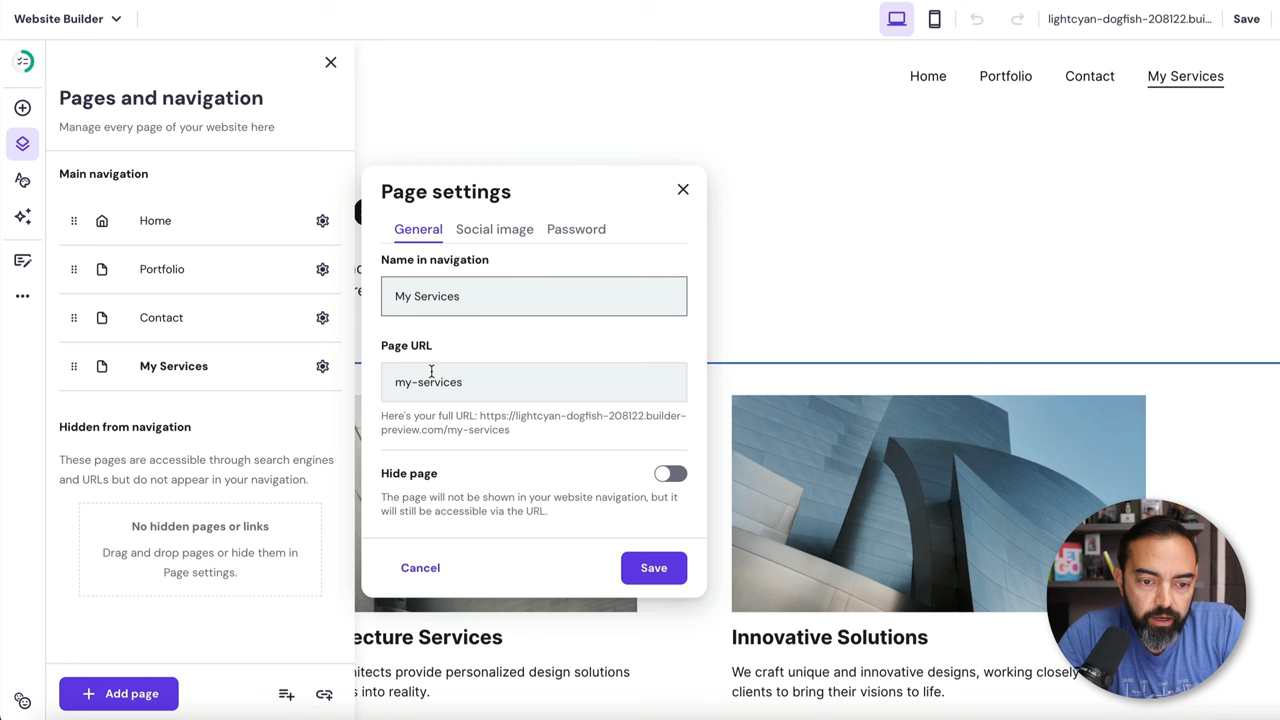 Website Builder
lightcyan-dogfish-208122.bui...
Save
Pages and navigation
Manage every page of your website here
Main navigation
Home
Portfolio
Contact
My Services
Hidden from navigation
These pages are accessible through search engines
and URLs but do not appear in your navigation.
No hidden pages or links
Drag and drop pages or hide them in
Page settings.
Add page
Home
Portfolio
Contact
My Services
Page settings
General
Social image
Password
Name in navigation
My Services
Page URL
my-services
Here's your full URL: https://lightcyan-dogfish-208122.builder-
preview.com/my-services
Hide page
The page will not be shown in your website navigation, but it
will still be accessible via the URL.
Cancel
Save
ecture Services
hitects provide personalized design solutions
s into reality.
Innovative Solutions
We craft unique and innovative designs, working closely
clients to bring their visions to life.